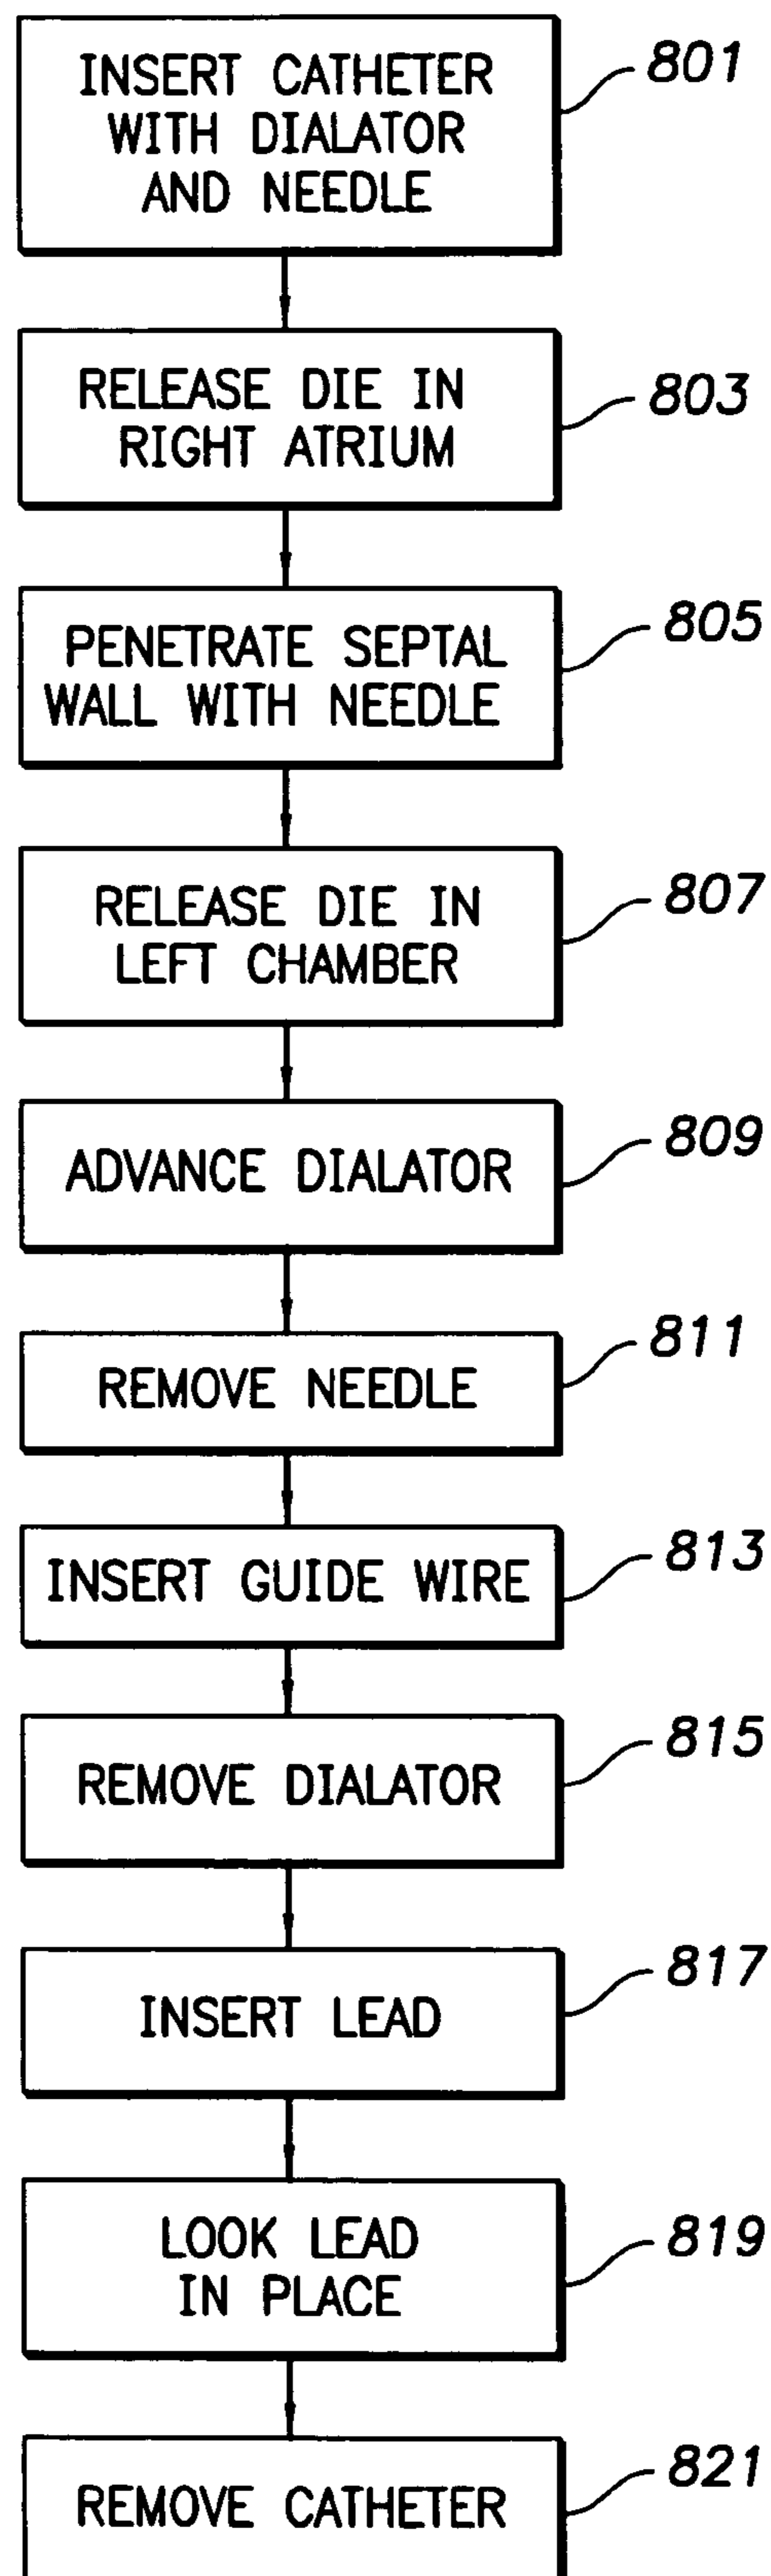 INSERT CATHETER
WITH DIALATOR
AND NEEDLE
801
RELEASE DIE IN
RIGHT ATRIUM
803
PENETRATE SEPTAL
WALL WITH NEEDLE
805
RELEASE DIE IN
LEFT CHAMBER
807
ADVANCE DIALATOR
809
REMOVE NEEDLE
811
INSERT GUIDE WIRE
813
REMOVE DIALATOR
815
INSERT LEAD
817
LOOK LEAD
IN PLACE
819
REMOVE CATHETER
821